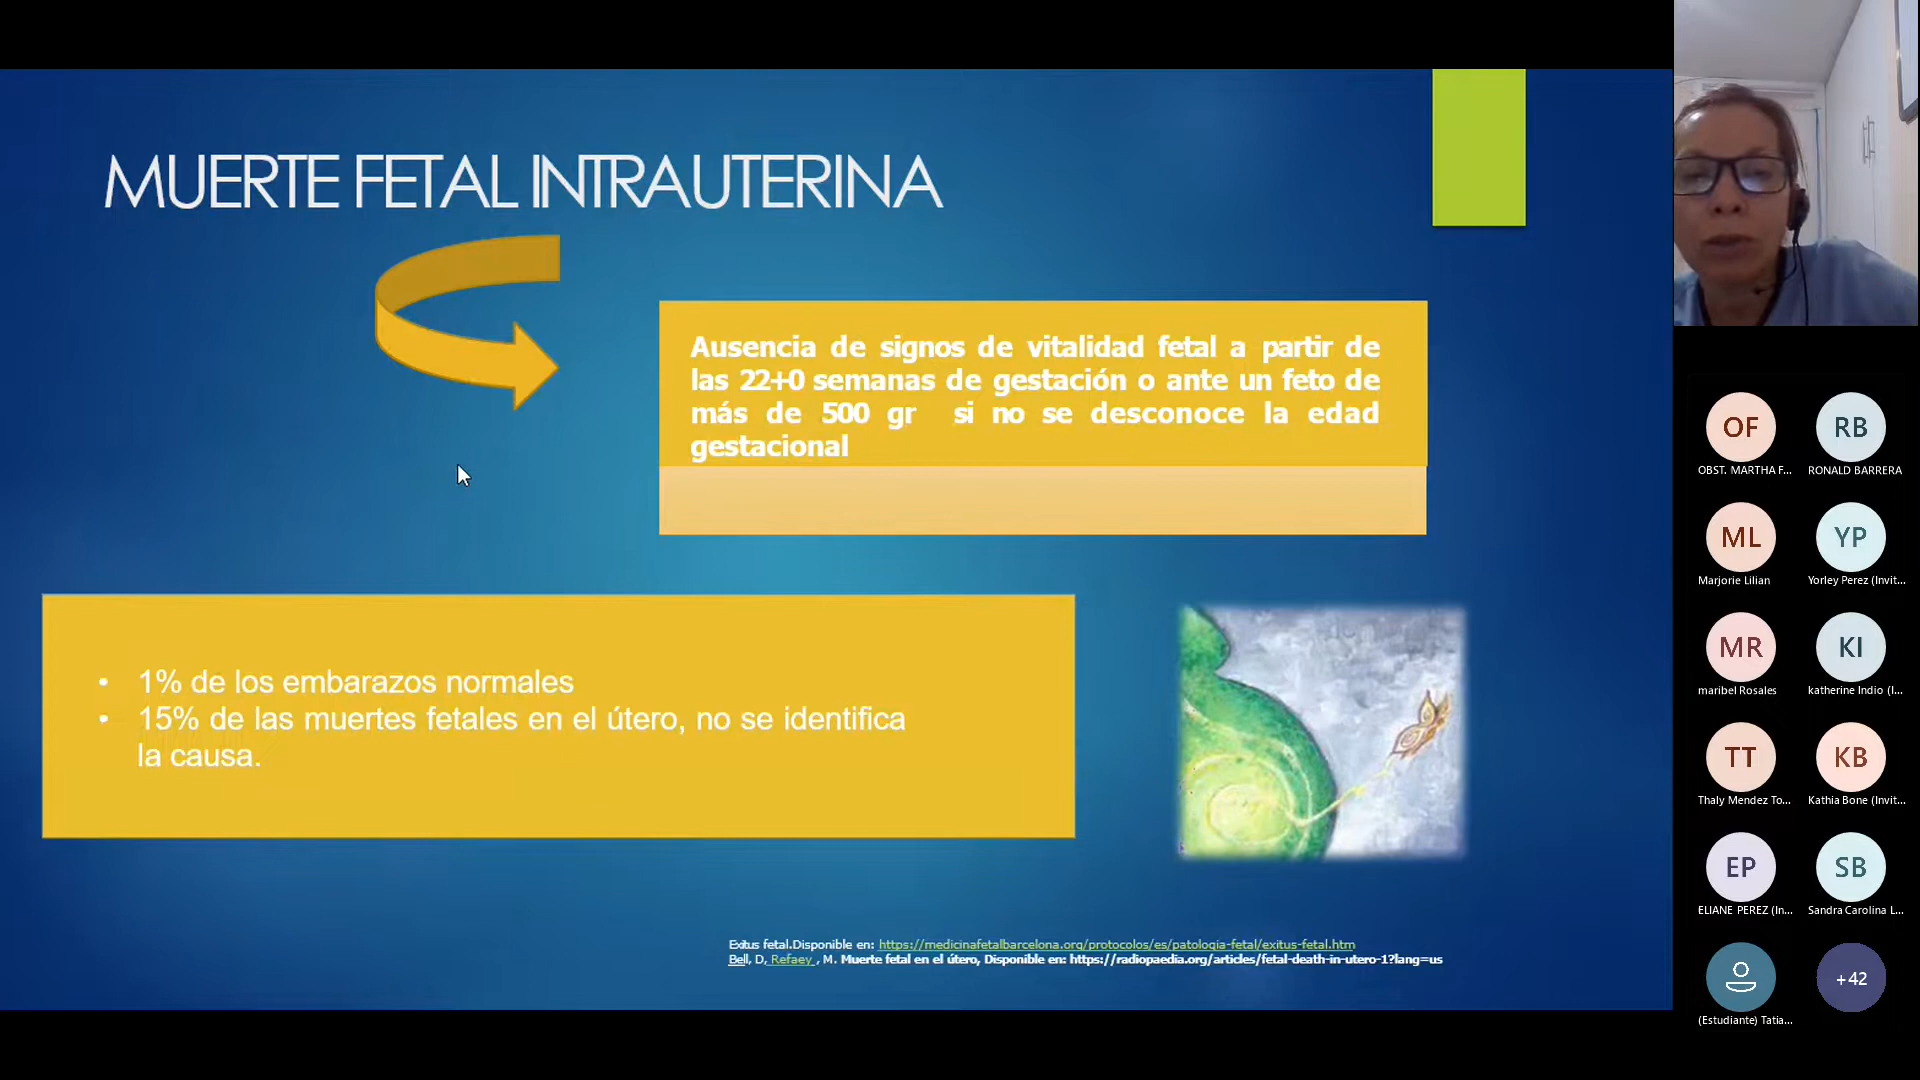 MUERTE FETAL INTRAUTERINA
Ausencia de signos de vitalidad fetal a partir de
las 22+0 semanas de gestación o ante un feto de
más de 500 gr si no se desconoce la edad
gestacional
• 1% de los embarazos normales
• 15% de las muertes fetales en el útero, no se identifica
la causa.
Exitus fetal.Disponible en: https://medicinafetalbarcelona.org/protocolos/es/patologia-fetal/exitus-fetal.htm
Bell, D, Refaey , M. Muerte fetal en el útero, Disponible en: https://radiopaedia.org/articles/fetal-death-in-utero-1?lang=us
OF
RB
OBST. MARTHA F...
RONALD BARRERA
ML
YP
Marjorie Lilian
Yorley Perez (Invit...
MR
KI
maribel Rosales
katherine Indio (I...
TT
KB
Thaly Mendez To...
Kathia Bone (Invit...
EP
SB
ELIANE PEREZ (In...
Sandra Carolina L...
+42
(Estudiante) Tatia...